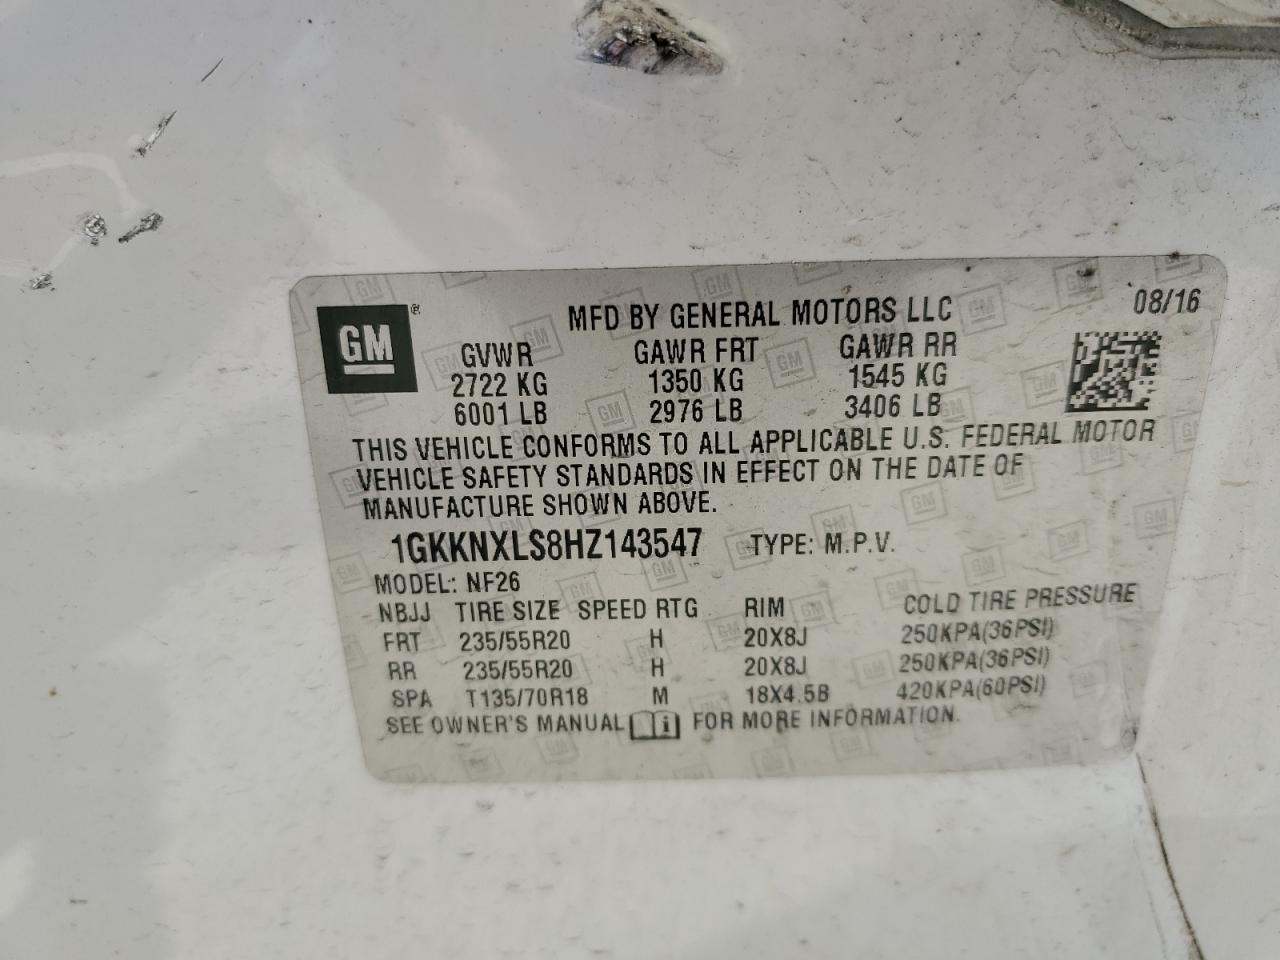 GM®
MFD BY GENERAL MOTORS LLC 08/16
GVWR GAWR FRT GAWR RR
2722 KG 1350 KG 1545 KG
6001 LB 2976 LB 3406 LB
THIS VEHICLE CONFORMS TO ALL APPLICABLE U.S. FEDERAL MOTOR
VEHICLE SAFETY STANDARDS IN EFFECT ON THE DATE OF
MANUFACTURE SHOWN ABOVE.
1GKKNXLS8HZ143547 TYPE: M.P.V.
MODEL: NF26
NBJJ TIRE SIZE SPEED RTG RIM COLD TIRE PRESSURE
FRT 235/55R20 H 20X8J 250KPA(36PSI)
RR 235/55R20 H 20X8J 250KPA(36PSI)
SPA T135/70R18 M 18X4.5B 420KPA(60PSI)
SEE OWNER'S MANUAL i FOR MORE INFORMATION.